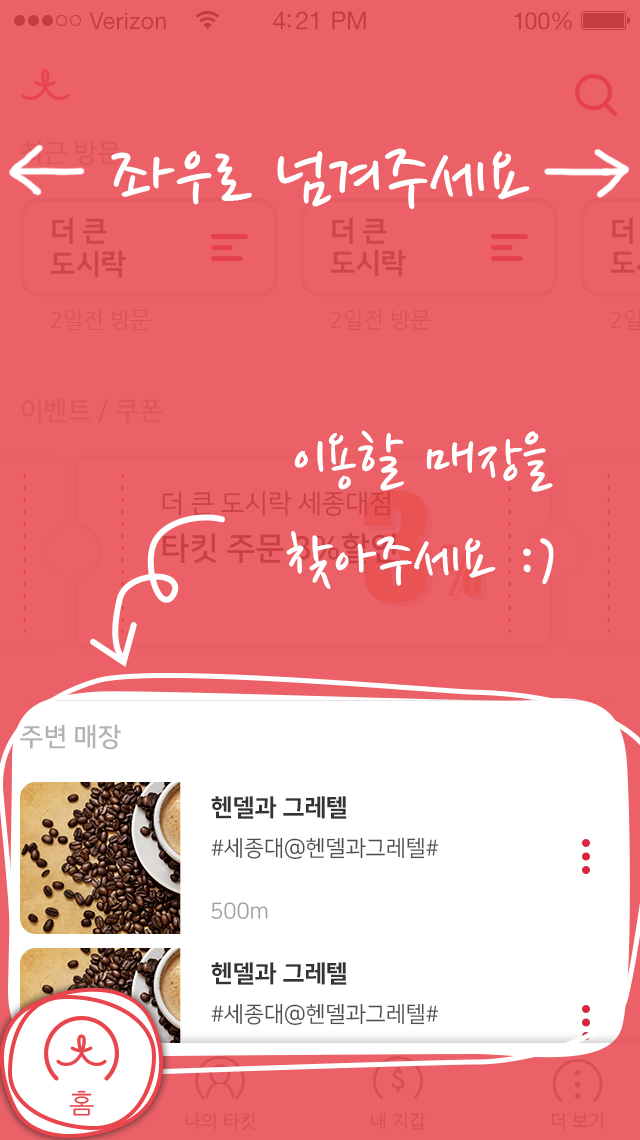 Verizon 4:21 PM 100%
최근 방문
좌우로 넘겨주세요
더 큰 도시락
더 큰 도시락
더
도시
2일전 방문
2일전 방문
2일
이벤트 / 쿠폰
이용할 매장을
찾아주세요 :)
더 큰 도시락 세종대점
타킷 주문 3%할인
3%
주변 매장
헨델과 그레텔
#세종대@헨델과그레텔#
500m
헨델과 그레텔
#세종대@헨델과그레텔#
홈
나의 타킷
내 지갑
더 보기